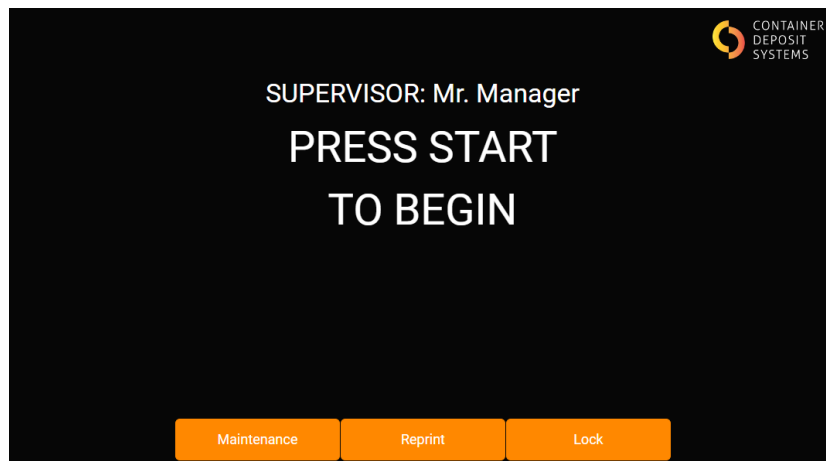 CONTAINER
DEPOSIT
SYSTEMS
SUPERVISOR: Mr. Manager
PRESS START
TO BEGIN
Maintenance
Reprint
Lock